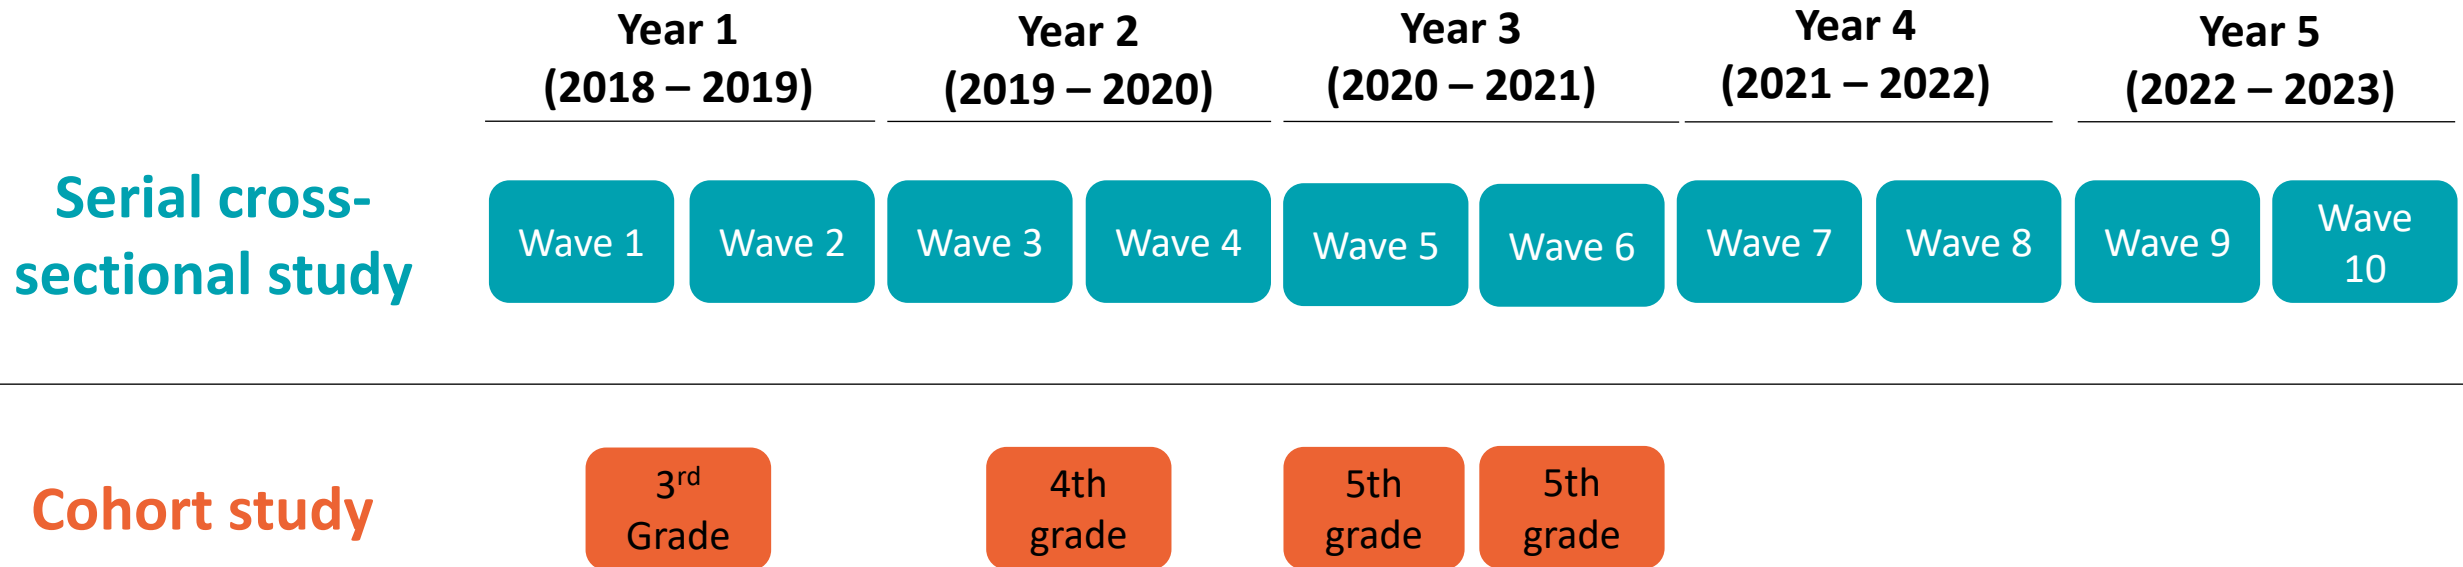 Year 1
(2018 – 2019)
Year 2
(2019 – 2020)
Year 3
(2020 – 2021)
Year 4
(2021 – 2022)
Year 5
(2022 – 2023)
Serial cross-
sectional study
Wave 1
Wave 2
Wave 3
Wave 4
Wave 5
Wave 6
Wave 7
Wave 8
Wave 9
Wave
10
Cohort study
3rd
Grade
4th
grade
5th
grade
5th
grade